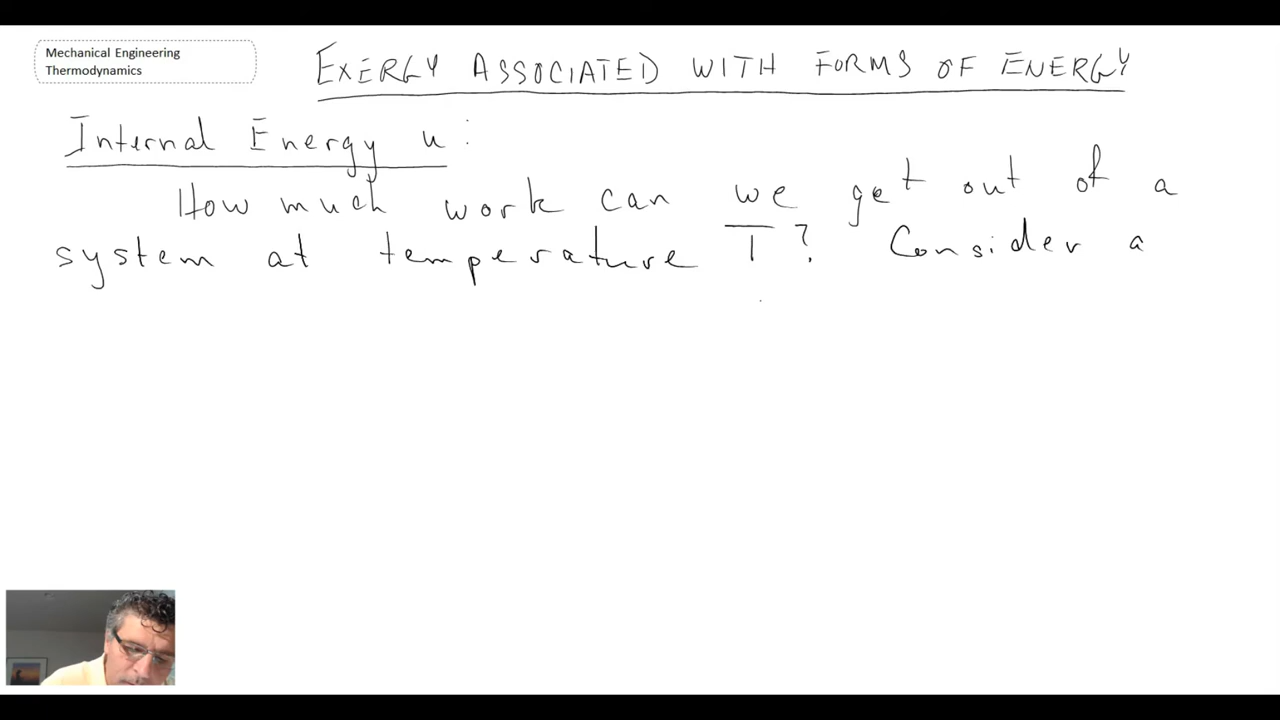 Mechanical Engineering
Thermodynamics
EXERGY ASSOCIATED WITH FORMS OF ENERGY
Internal Energy u:
How much work can we get out of a
system at temperature T? Consider a